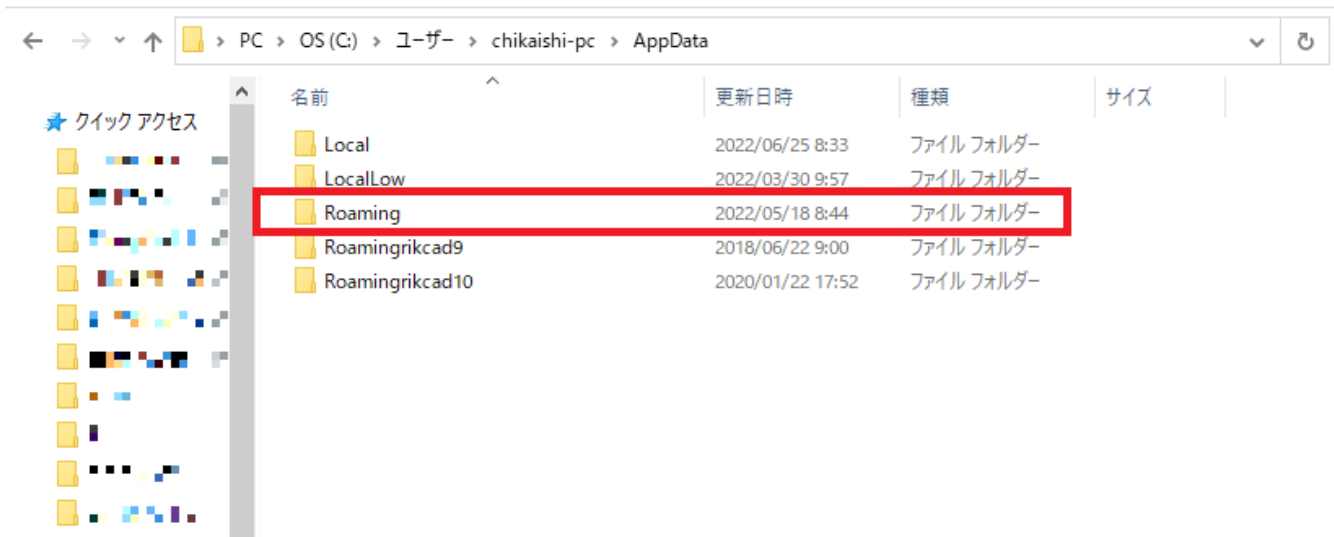 PC > OS (C:) > ユーザー > chikaishi-pc > AppData
クイック アクセス
名前 更新日時 種類 サイズ
Local 2022/06/25 8:33 ファイル フォルダー
LocalLow 2022/03/30 9:57 ファイル フォルダー
Roaming 2022/05/18 8:44 ファイル フォルダー
Roamingrikcad9 2018/06/22 9:00 ファイル フォルダー
Roamingrikcad10 2020/01/22 17:52 ファイル フォルダー